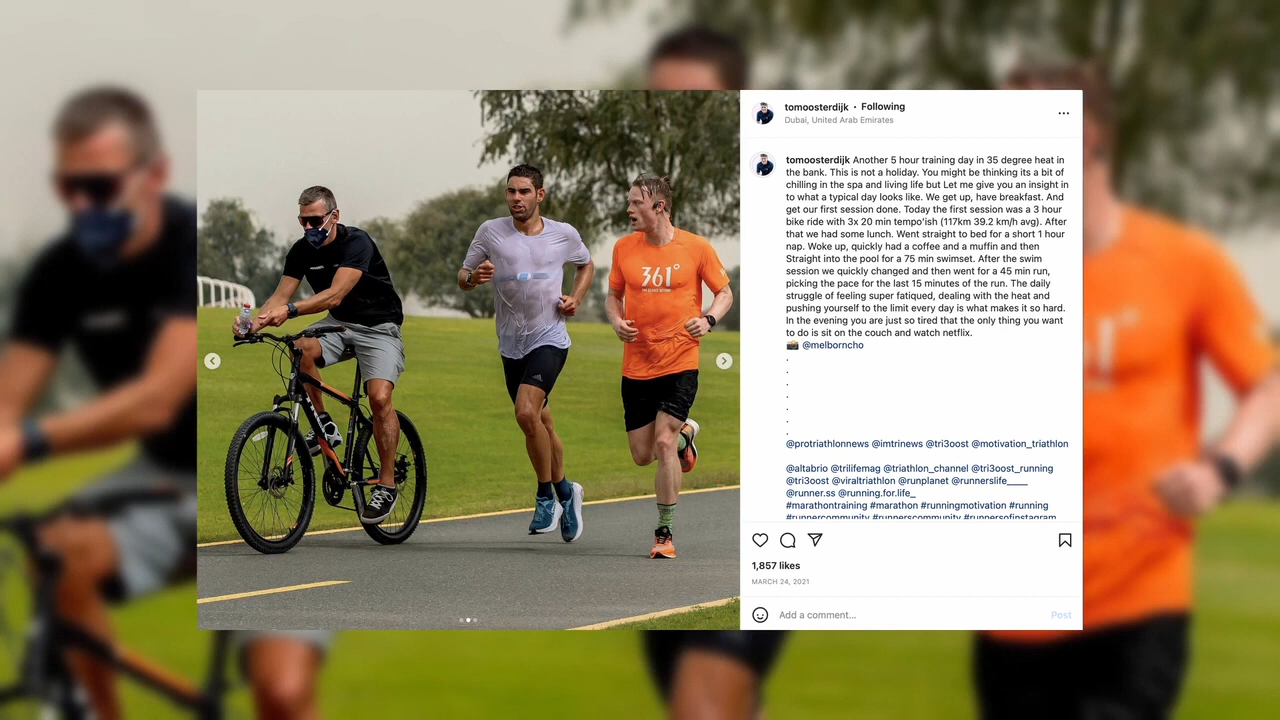 361°
tomoosterdijk • Following
Dubai, United Arab Emirates
tomoosterdijk Another 5 hour training day in 35 degree heat in
the bank. This is not a holiday. You might be thinking its a bit of
chilling in the spa and living life but Let me give you an insight in
to what a typical day looks like. We get up, have breakfast. And
get our first session done. Today the first session was a 3 hour
bike ride with 3x 20 min tempo'ish (117km 39.2 km/h avg). After
that we had some lunch. Went straight to bed for a short 1 hour
nap. Woke up, quickly had a coffee and a muffin and then
Straight into the pool for a 75 min swimset. After the swim
session we quickly changed and then went for a 45 min run,
picking the pace for the last 15 minutes of the run. The daily
struggle of feeling super fatiqued, dealing with the heat and
pushing yourself to the limit every day is what makes it so hard.
In the evening you are just so tired that the only thing you want
to do is sit on the couch and watch netflix.
📸 @melborncho
.
.
.
.
.
.
.
@protriathlonnews @imtrinews @tri3oost @motivation_triathlon
@altabrio @trilifemag @triathlon_channel @tri3oost_running
@tri3oost @viraltriathlon @runplanet @runnerslife_____
@runner.ss @running.for.life_
#marathontraining #marathon #runningmotivation #running
#runnercommunity #runnerscommunity #runnersofinstagram
1,857 likes
MARCH 24, 2021
Add a comment...
Post